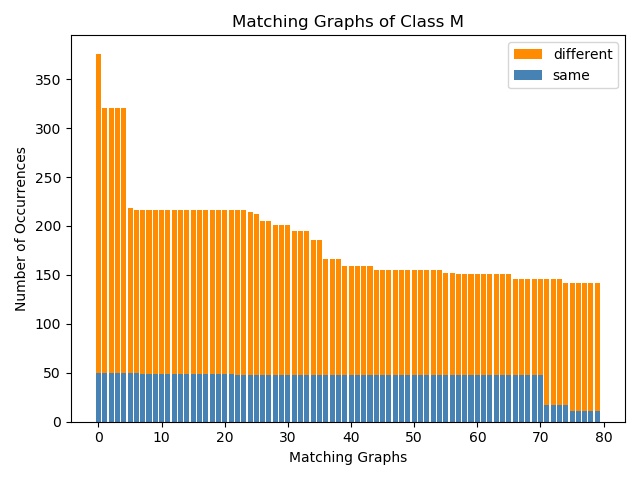 Matching Graphs of Class M
different
same
Number of Occurrences
350
300
250
200
150
100
50
0
0 10 20 30 40 50 60 70 80
Matching Graphs